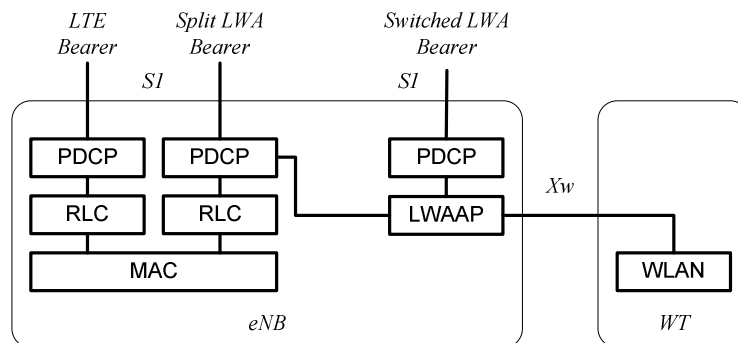 LTE
Bearer
Split LWA
Bearer
Switched LWA
Bearer
S1
S1
PDCP
PDCP
PDCP
Xw
RLC
RLC
LWAAP
MAC
WLAN
eNB
WT